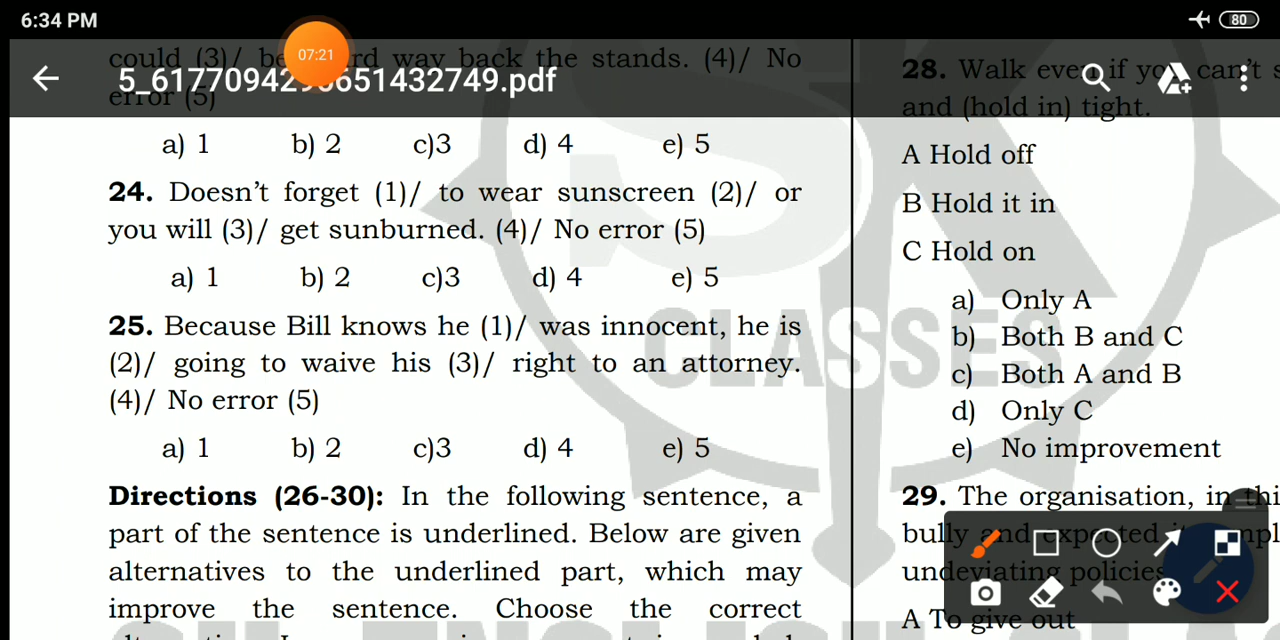 6:34 PM
80
07:21
could (3)/ be rd way back the stands. (4)/ No
5_6177094290651432749.pdf
error (5)
a) 1 b) 2 c)3 d) 4 e) 5
24. Doesn't forget (1)/ to wear sunscreen (2)/ or
you will (3)/ get sunburned. (4)/ No error (5)
a) 1 b) 2 c)3 d) 4 e) 5
25. Because Bill knows he (1)/ was innocent, he is
(2)/ going to waive his (3)/ right to an attorney.
(4)/ No error (5)
a) 1 b) 2 c)3 d) 4 e) 5
Directions (26-30): In the following sentence, a
part of the sentence is underlined. Below are given
alternatives to the underlined part, which may
improve the sentence. Choose the correct
28. Walk even if you can't
and (hold in) tight.
A Hold off
B Hold it in
C Hold on
a) Only A
b) Both B and C
c) Both A and B
d) Only C
e) No improvement
29. The organisation, in thi
bully and expected
undeviating policies
A To give out
CLASSES